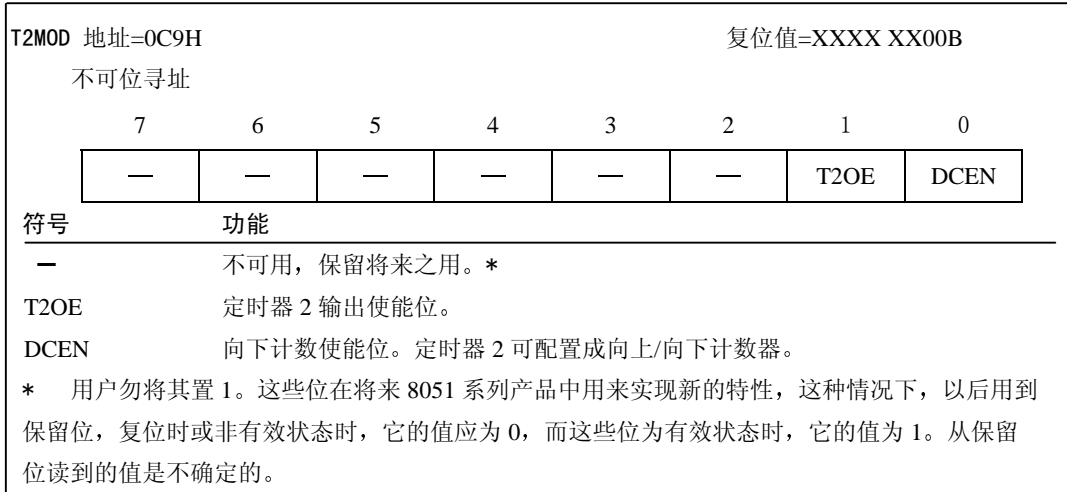 T2MOD 地址=0C9H 复位值=XXXX XX00B
不可位寻址
7 6 5 4 3 2 1 0
— — — — — — T2OE DCEN
符号 功能
— 不可用，保留将来之用。*
T2OE 定时器 2 输出使能位。
DCEN 向下计数使能位。定时器 2 可配置成向上/向下计数器。
* 用户勿将其置 1。这些位在将来 8051 系列产品中用来实现新的特性，这种情况下，以后用到
保留位，复位时或非有效状态时，它的值应为 0，而这些位为有效状态时，它的值为 1。从保留
位读到的值是不确定的。